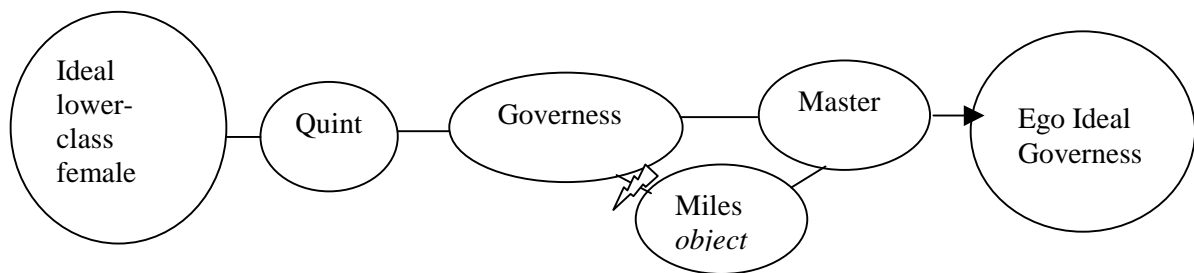 Ideal
lower-
class
female
Quint
Governess
Master
Miles
object
Ego Ideal
Governess